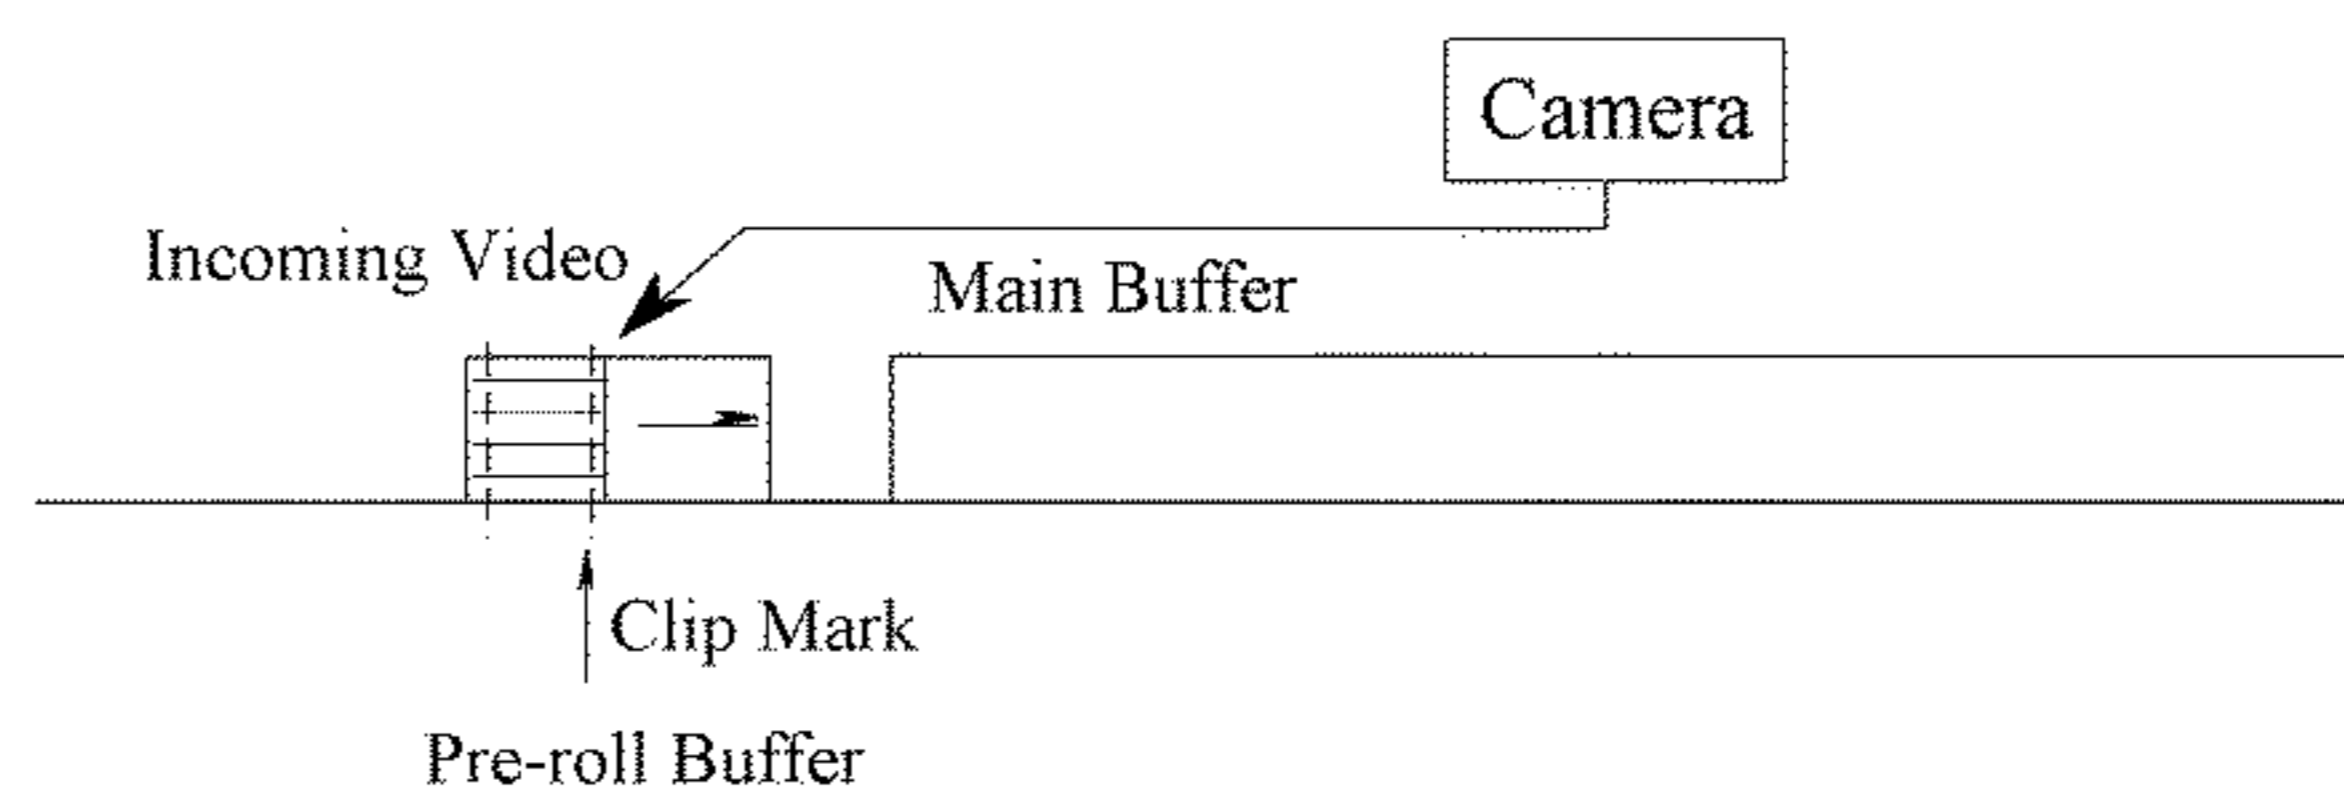 Camera
Incoming Video
Main Buffer
Clip Mark
Pre-roll Buffer